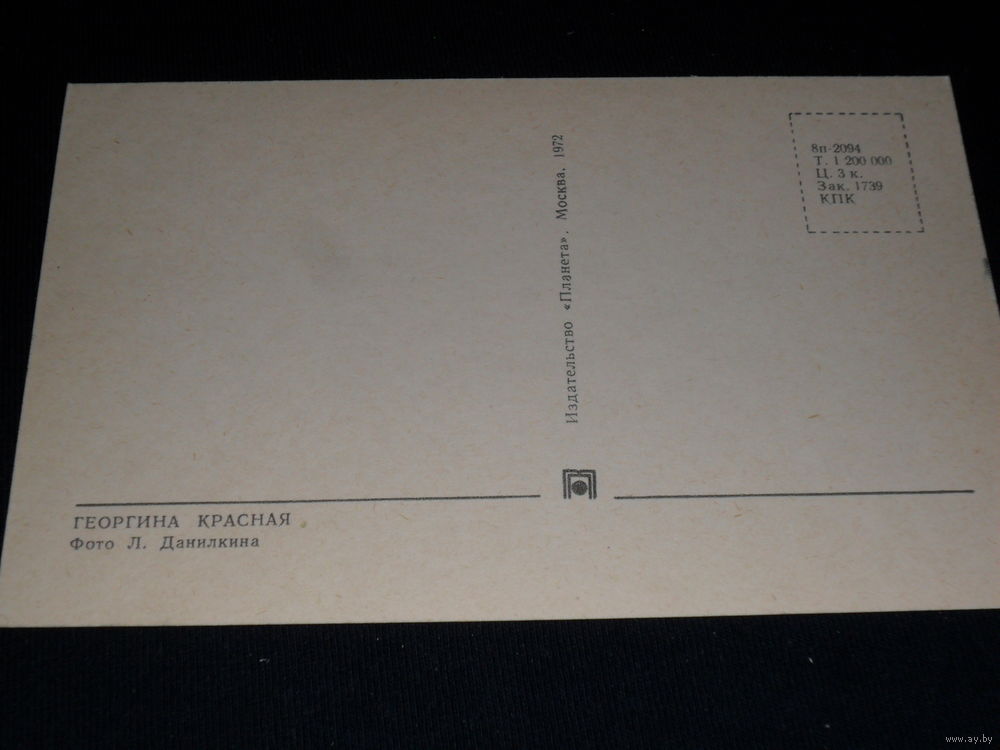 8п-2094
Т. 1 200 000
Ц. 3 к.
Зак. 1739
КПК
Издательство «Планета». Москва. 1972
ГЕОРГИНА КРАСНАЯ
Фото Л. Данилкина
www.ay.by